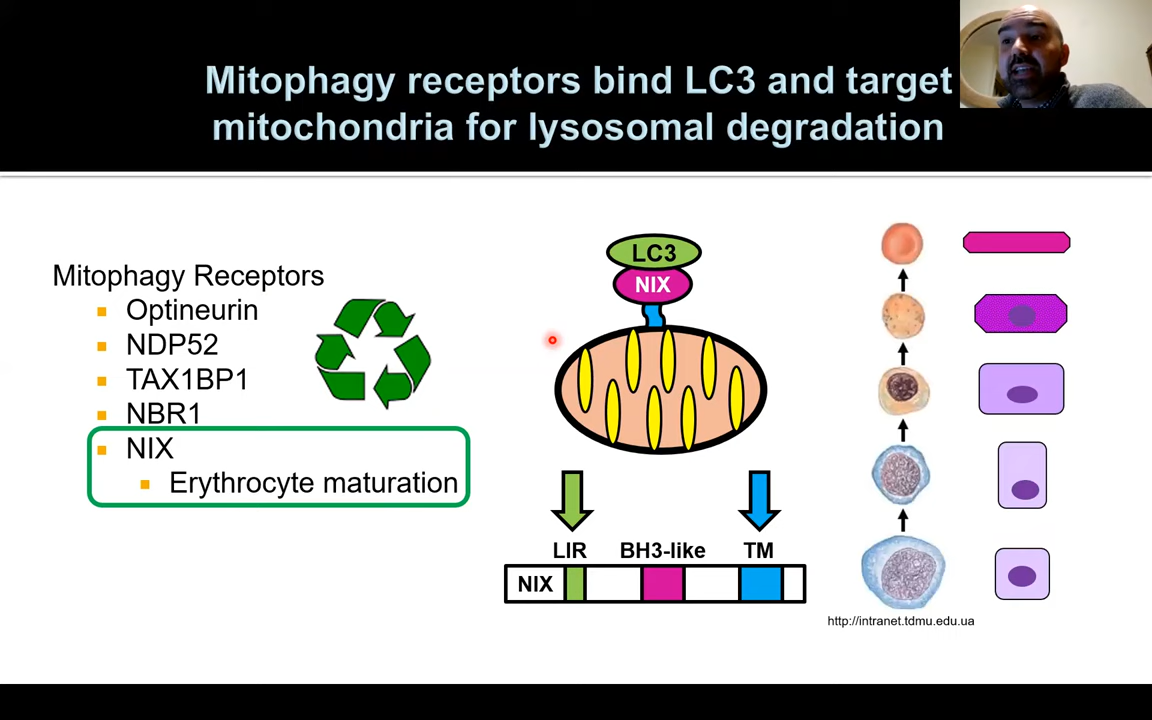 Mitophagy receptors bind LC3 and target
mitochondria for lysosomal degradation
Mitophagy Receptors
Optineurin
NDP52
TAX1BP1
NBR1
NIX
Erythrocyte maturation
LC3
NIX
LIR BH3-like TM
NIX
http://intranet.tdmu.edu.ua